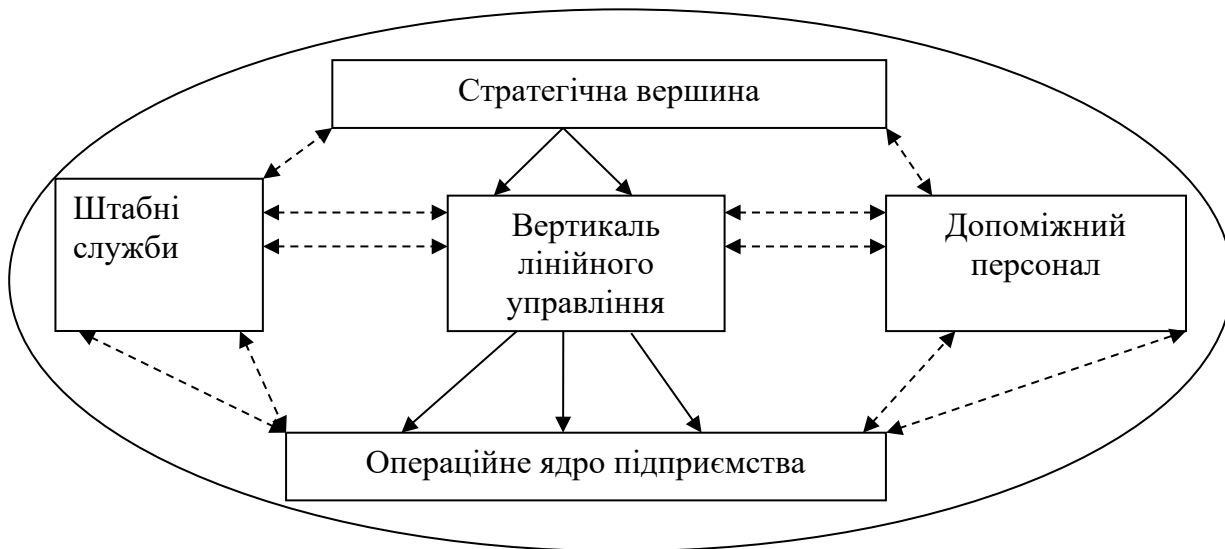 Стратегічна вершина
Штабні
служби
Вертикаль
лінійного
управління
Допоміжний
персонал
Операційне ядро підприємства